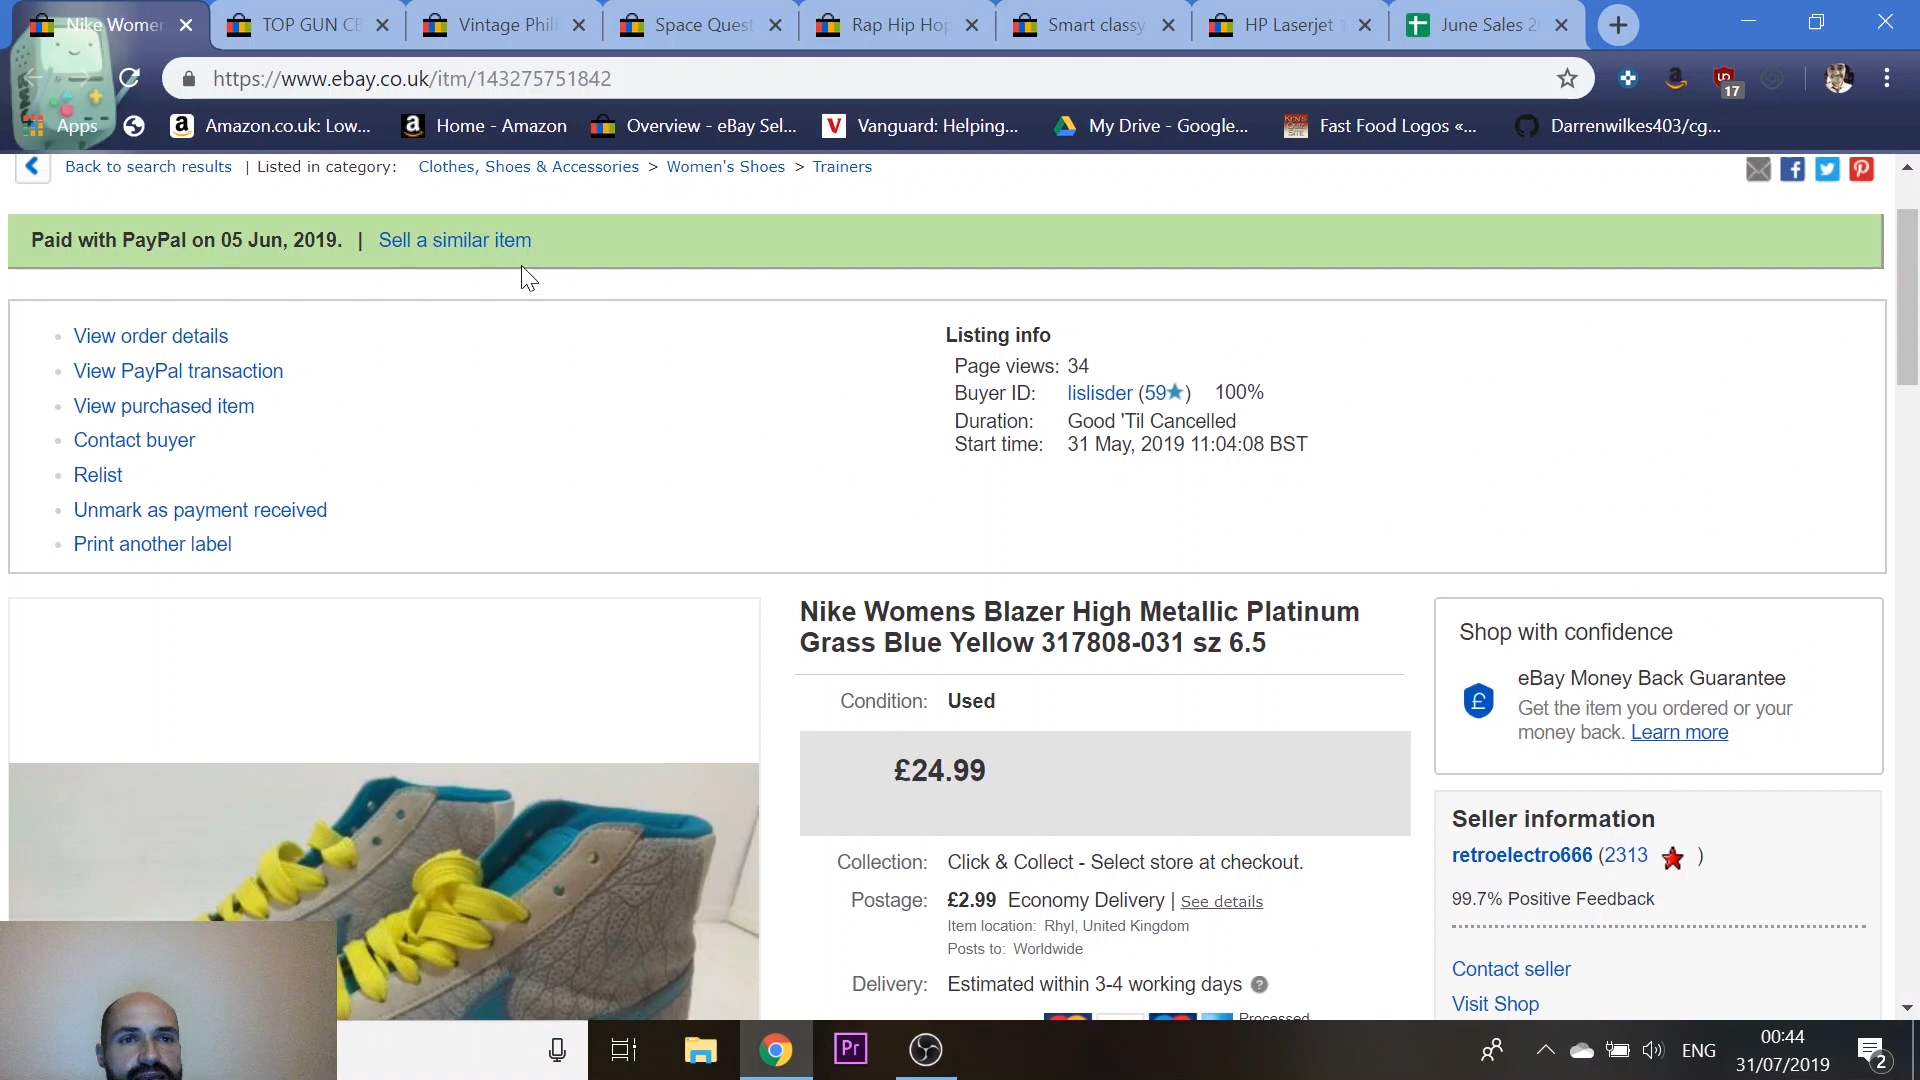 Nike Women
TOP GUN CB
Vintage Phili
Space Quest
Rap Hip Hop
Smart classy
HP Laserjet 1
June Sales 20
https://www.ebay.co.uk/itm/143275751842
17
Apps
Amazon.co.uk: Low...
Home - Amazon
Overview - eBay Sel...
Vanguard: Helping...
My Drive - Google...
Fast Food Logos «...
Darrenwilkes403/cg...
Back to search results | Listed in category: Clothes, Shoes & Accessories > Women's Shoes > Trainers
Paid with PayPal on 05 Jun, 2019. | Sell a similar item
View order details
View PayPal transaction
View purchased item
Contact buyer
Relist
Unmark as payment received
Print another label
Listing info
Page views: 34
Buyer ID: lislisder (59★) 100%
Duration: Good 'Til Cancelled
Start time: 31 May, 2019 11:04:08 BST
Nike Womens Blazer High Metallic Platinum
Grass Blue Yellow 317808-031 sz 6.5
Condition: Used
£24.99
Collection: Click & Collect - Select store at checkout.
Postage: £2.99 Economy Delivery | See details
Item location: Rhyl, United Kingdom
Posts to: Worldwide
Delivery: Estimated within 3-4 working days
Processed
Shop with confidence
eBay Money Back Guarantee
Get the item you ordered or your
money back. Learn more
Seller information
retroelectro666 (2313 ★ )
99.7% Positive Feedback
Contact seller
Visit Shop
Pr
ENG
00:44
31/07/2019
2